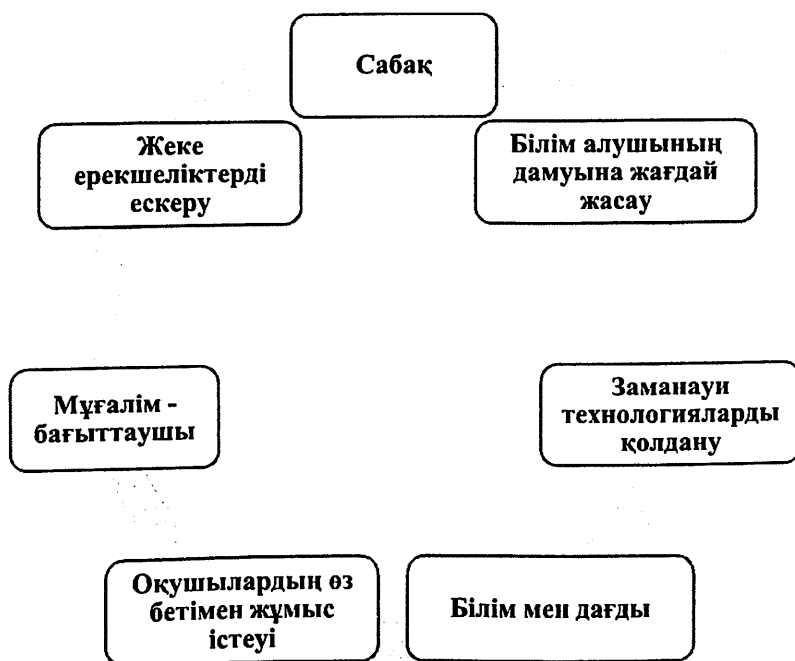 Сабақ
Жеке
ерекшеліктерді
ескеру
Білім алушының
дамуына жағдай
жасау
Мұғалім -
бағыттаушы
Заманауи
технологияларды
қолдану
Оқушылардың өз
бетімен жұмыс
істеуі
Білім мен дағды